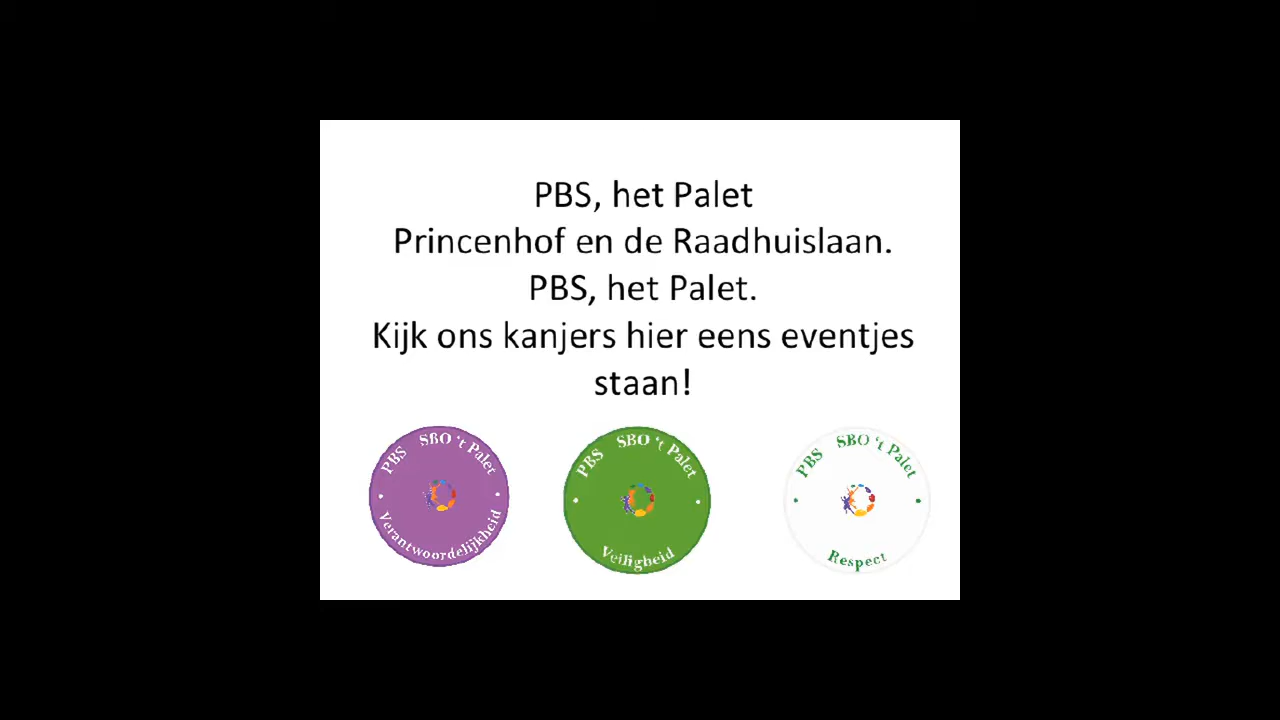 PBS, het Palet
Princenhof en de Raadhuislaan.
PBS, het Palet.
Kijk ons kanjers hier eens eventjes
staan!
PBS SBO 't Palet
Verantwoordelijkheid
PBS SBO 't Palet
Veiligheid
PBS SBO 't Palet
Respect